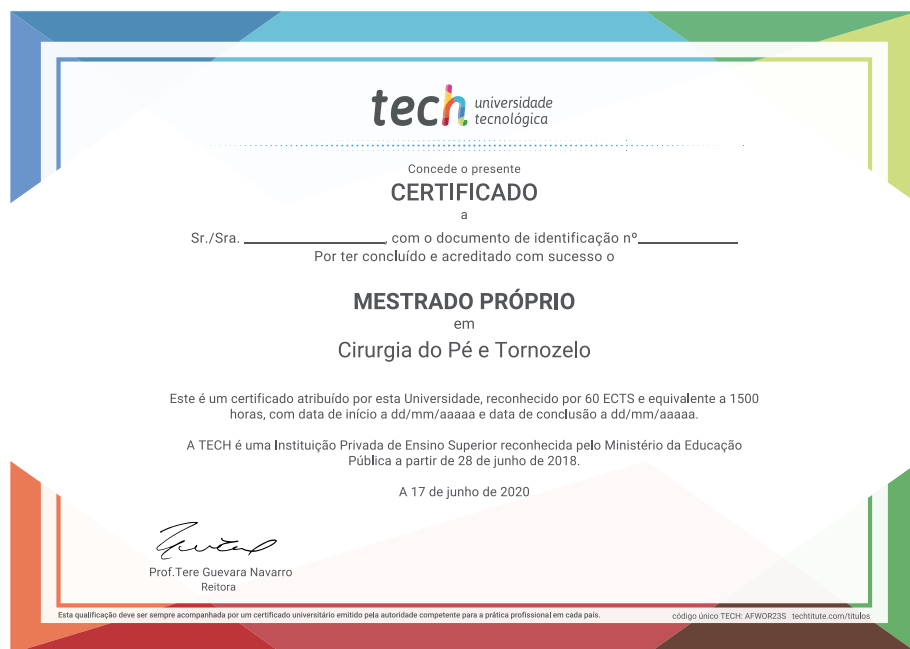 tech universidade
tecnológica
Concede o presente
CERTIFICADO
a
Sr./Sra. __________________, com o documento de identificação nº_____________
Por ter concluído e acreditado com sucesso o
MESTRADO PRÓPRIO
em
Cirurgia do Pé e Tornozelo
Este é um certificado atribuído por esta Universidade, reconhecido por 60 ECTS e equivalente a 1500
horas, com data de início a dd/mm/aaaaa e data de conclusão a dd/mm/aaaaa.
A TECH é uma Instituição Privada de Ensino Superior reconhecida pelo Ministério da Educação
Pública a partir de 28 de junho de 2018.
A 17 de junho de 2020
Prof.Tere Guevara Navarro
Reitora
Esta qualificação deve ser sempre acompanhada por um certificado universitário emitido pela autoridade competente para a prática profissional em cada país.
código único TECH: AFWOR23S techtitute.com/títulos